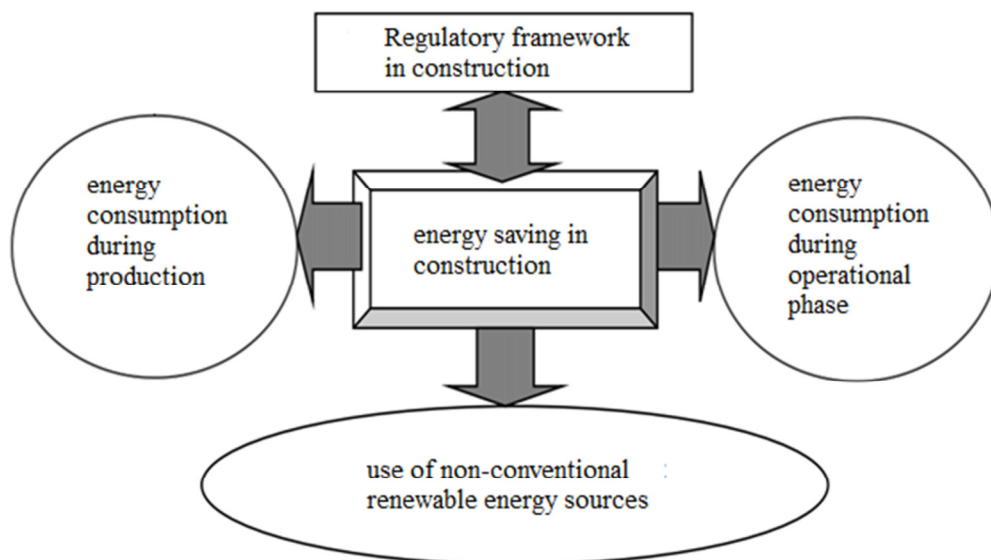 Regulatory framework
in construction
energy
consumption
during
production
energy saving in
construction
energy
consumption
during
operational
phase
use of non-conventional
renewable energy sources